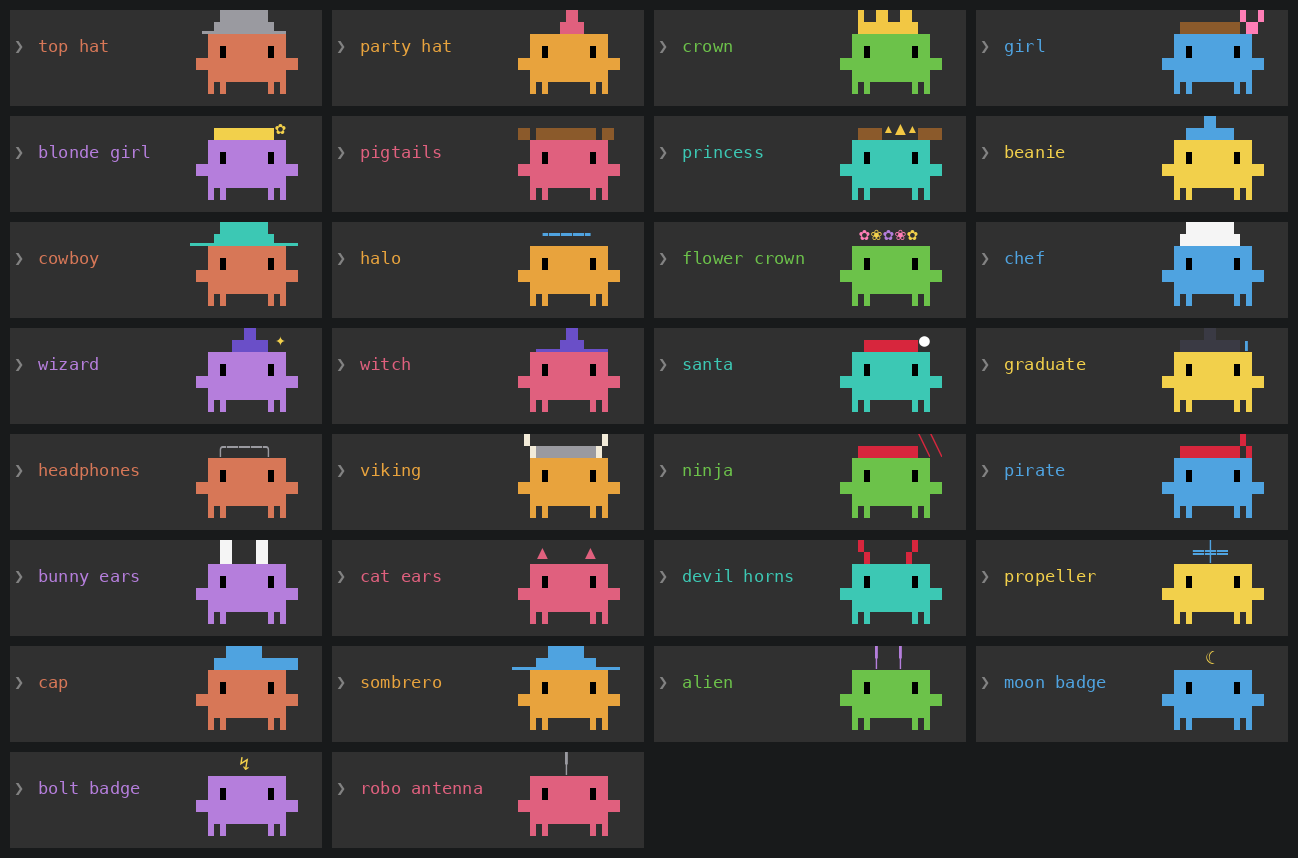 ❯ top hat
❯ party hat
❯ crown
❯ girl
❯ blonde girl
❯ pigtails
❯ princess
❯ beanie
❯ cowboy
❯ halo
❯ flower crown
❯ chef
❯ wizard
❯ witch
❯ santa
❯ graduate
❯ headphones
❯ viking
❯ ninja
❯ pirate
❯ bunny ears
❯ cat ears
❯ devil horns
❯ propeller
❯ cap
❯ sombrero
❯ alien
❯ moon badge
❯ bolt badge
❯ robo antenna